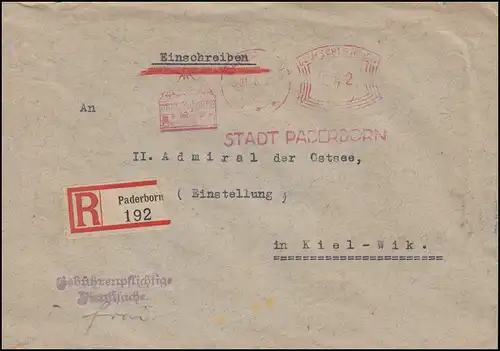 Einschreiben
An
STADT PADERBORN
II. Admiral der Ostsee,
( Einstellung )
R Paderborn
192
in Kiel-Wik.
Gebührenpflichtige
Dienstsache.